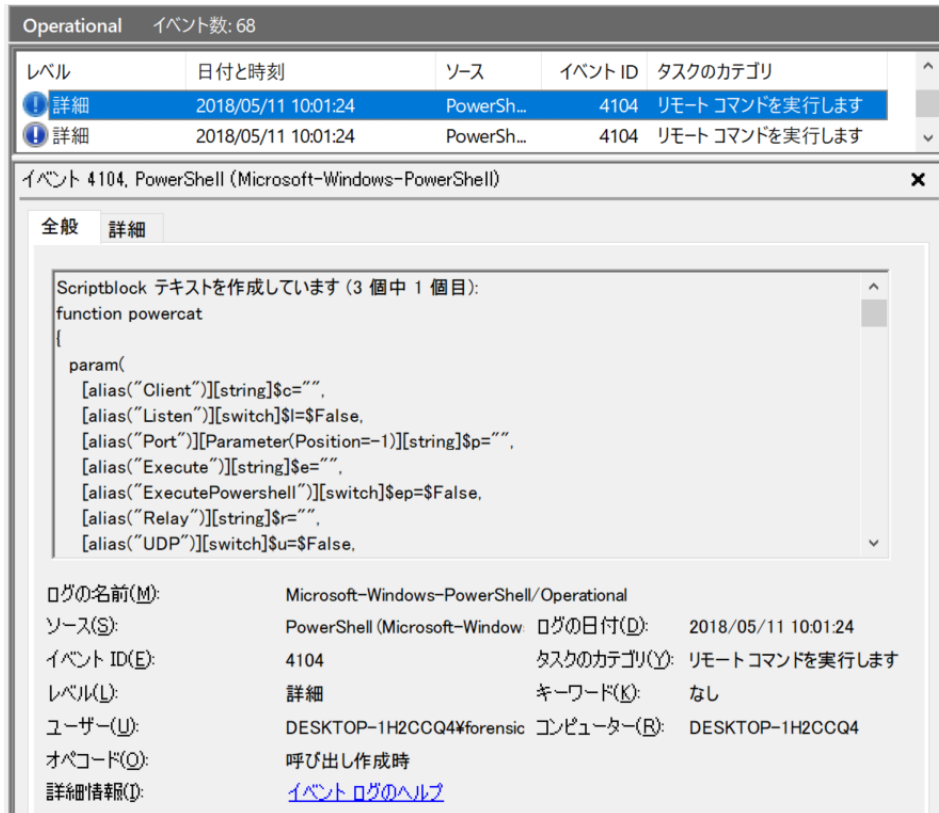 Operational イベント数: 68
レベル 日付と時刻 ソース イベント ID タスクのカテゴリ
詳細 2018/05/11 10:01:24 PowerSh... 4104 リモート コマンドを実行します
詳細 2018/05/11 10:01:24 PowerSh... 4104 リモート コマンドを実行します
イベント 4104, PowerShell (Microsoft-Windows-PowerShell)
全般 詳細
Scriptblock テキストを作成しています (3 個中 1 個目):
function powercat
{
param(
[alias("Client")][string]$c="",
[alias("Listen")][switch]$l=$False,
[alias("Port")][Parameter(Position=-1)][string]$p="",
[alias("Execute")][string]$e="",
[alias("ExecutePowershell")][switch]$ep=$False,
[alias("Relay")][string]$r="",
[alias("UDP")][switch]$u=$False,
ログの名前(M): Microsoft-Windows-PowerShell/Operational
ソース(S): PowerShell (Microsoft-Window ログの日付(D): 2018/05/11 10:01:24
イベント ID(E): 4104 タスクのカテゴリ(Y): リモート コマンドを実行します
レベル(L): 詳細 キーワード(K): なし
ユーザー(U): DESKTOP-1H2CCQ4¥forensic コンピューター(R): DESKTOP-1H2CCQ4
オペコード(O): 呼び出し作成時
詳細情報(I): イベント ログのヘルプ